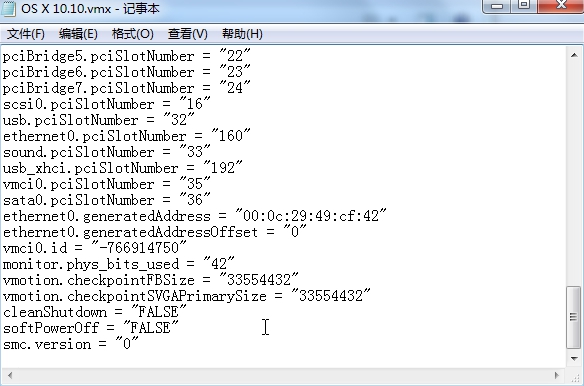 OS X 10.10.vmx - 记事本
文件(F) 编辑(E) 格式(O) 查看(V) 帮助(H)
pciBridge5.pciSlotNumber = "22"
pciBridge6.pciSlotNumber = "23"
pciBridge7.pciSlotNumber = "24"
scsi0.pciSlotNumber = "16"
usb.pciSlotNumber = "32"
ethernet0.pciSlotNumber = "160"
sound.pciSlotNumber = "33"
usb_xhci.pciSlotNumber = "192"
vmci0.pciSlotNumber = "35"
sata0.pciSlotNumber = "36"
ethernet0.generatedAddress = "00:0c:29:49:cf:42"
ethernet0.generatedAddressOffset = "0"
vmci0.id = "-766914750"
monitor.phys_bits_used = "42"
vmotion.checkpointFBSize = "33554432"
vmotion.checkpointSVGAPrimarySize = "33554432"
cleanShutdown = "FALSE"
softPowerOff = "FALSE"
smc.version = "0"